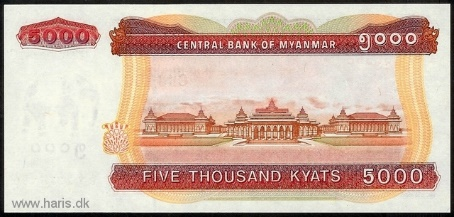 5000 CENTRAL BANK OF MYANMAR ၅၀၀၀
FIVE THOUSAND KYATS 5000
www.haris.dk